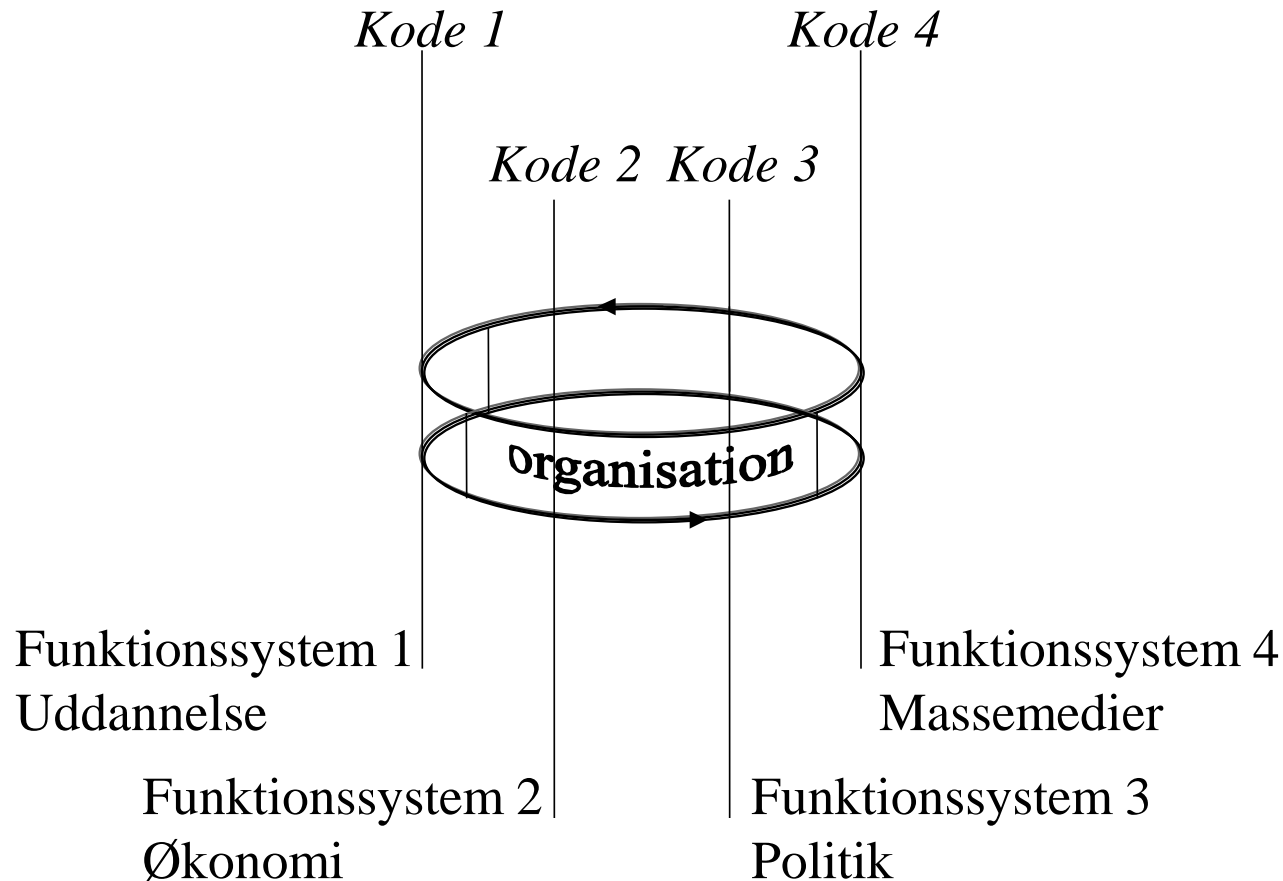 Kode 1
Kode 4
Kode 2
Kode 3
organisation
Funktionssystem 1
Uddannelse
Funktionssystem 4
Massemedier
Funktionssystem 2
Økonomi
Funktionssystem 3
Politik